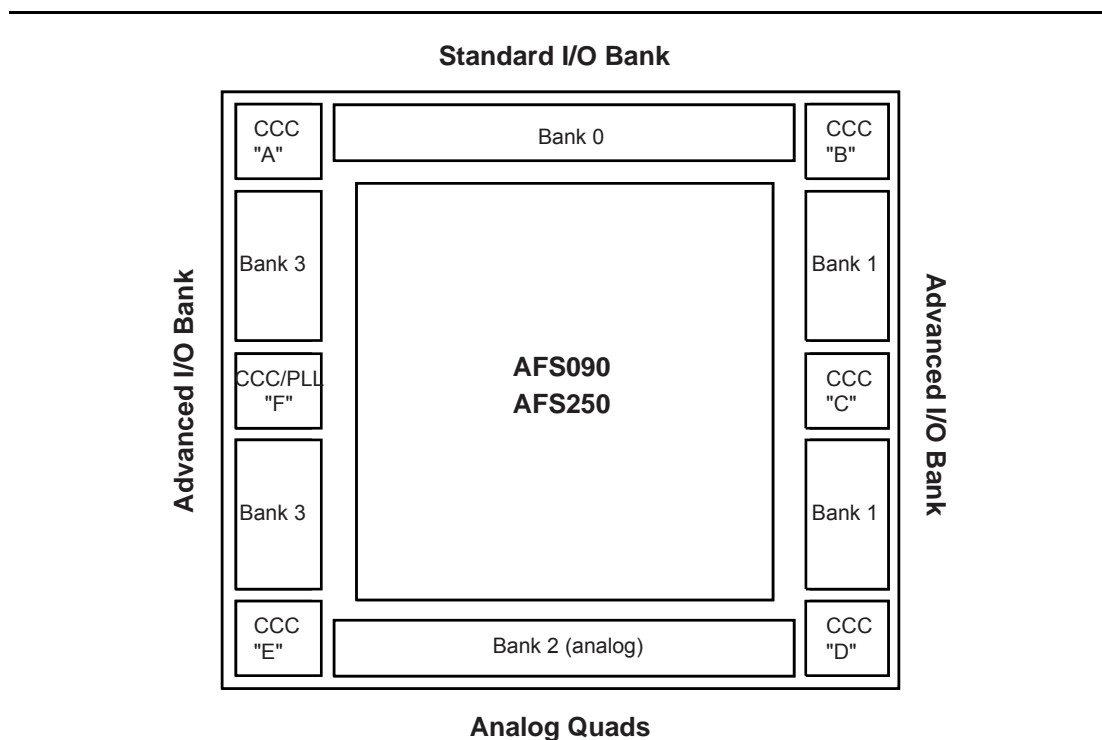 Standard I/O Bank
CCC
"A"
Bank 0
CCC
"B"
Bank 3
Bank 1
Advanced I/O Bank
Advanced I/O Bank
CCC/PLL
"F"
AFS090
AFS250
CCC
"C"
Bank 3
Bank 1
CCC
"E"
Bank 2 (analog)
CCC
"D"
Analog Quads